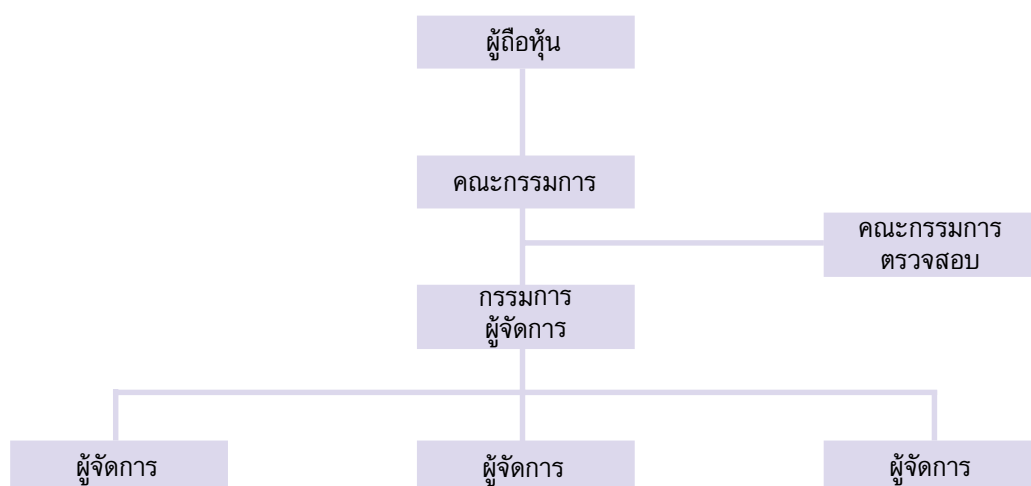 ผู้ถือหุ้น
คณะกรรมการ
คณะกรรมการ
ตรวจสอบ
กรรมการ
ผู้จัดการ
ผู้จัดการ
ผู้จัดการ
ผู้จัดการ